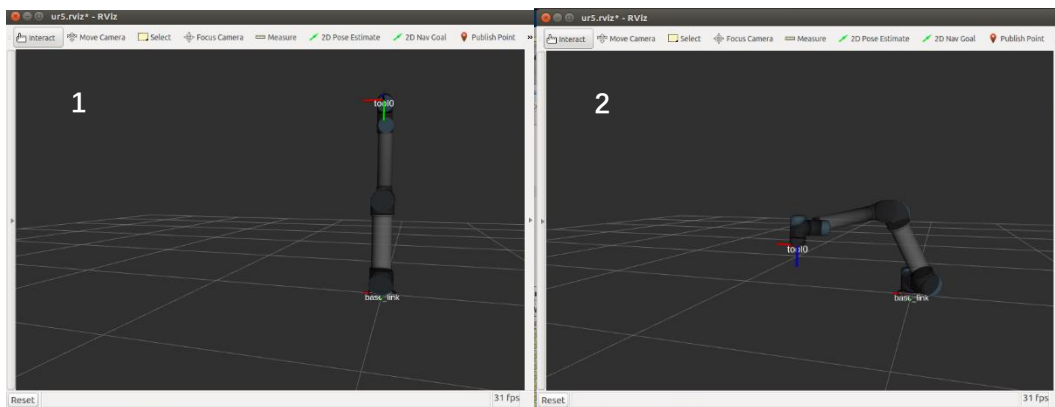 ur5.rviz* - RViz
Interact Move Camera Select Focus Camera Measure 2D Pose Estimate 2D Nav Goal Publish Point »
1
tool0
base_link
Reset 31 fps
ur5.rviz* - RViz
Interact Move Camera Select Focus Camera Measure 2D Pose Estimate 2D Nav Goal Publish Point
2
tool0
base_link
Reset 31 fps